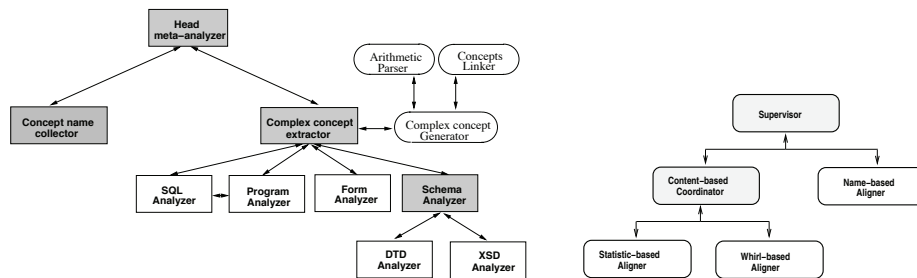 Head
meta-analyzer
Arithmetic
Parser
Concepts
Linker
Concept name
collector
Complex concept
extractor
Complex concept
Generator
SQL
Analyzer
Program
Analyzer
Form
Analyzer
Schema
Analyzer
DTD
Analyzer
XSD
Analyzer
Supervisor
Content-based
Coordinator
Name-based
Aligner
Statistic-based
Aligner
Whirl-based
Aligner